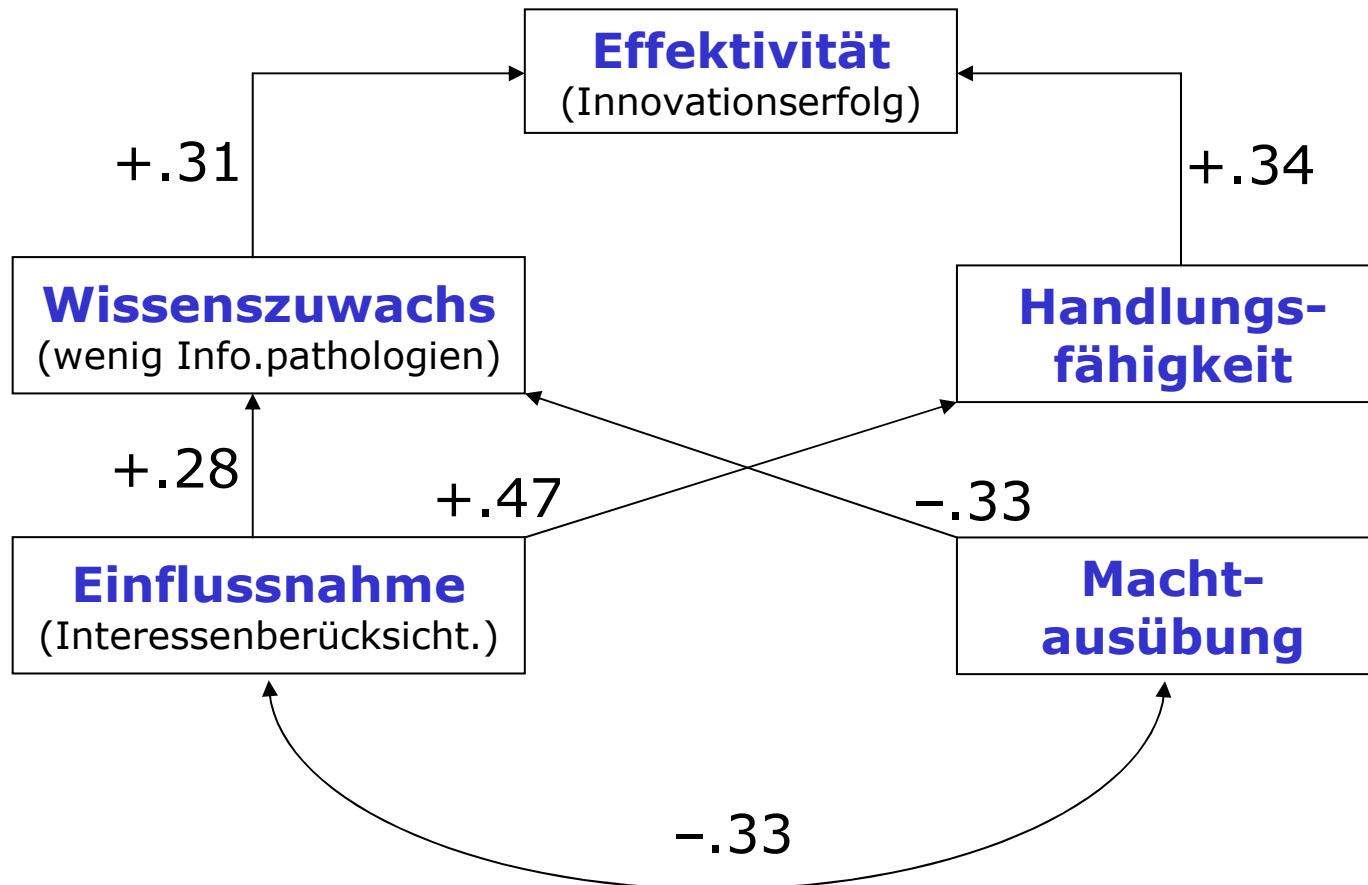 Effektivität
(Innovationserfolg)
+.31
+.34
Wissenszuwachs
(wenig Info.pathologien)
Handlungs-
fähigkeit
+.28
+.47
–.33
Einflussnahme
(Interessenberücksicht.)
Macht-
ausübung
–.33